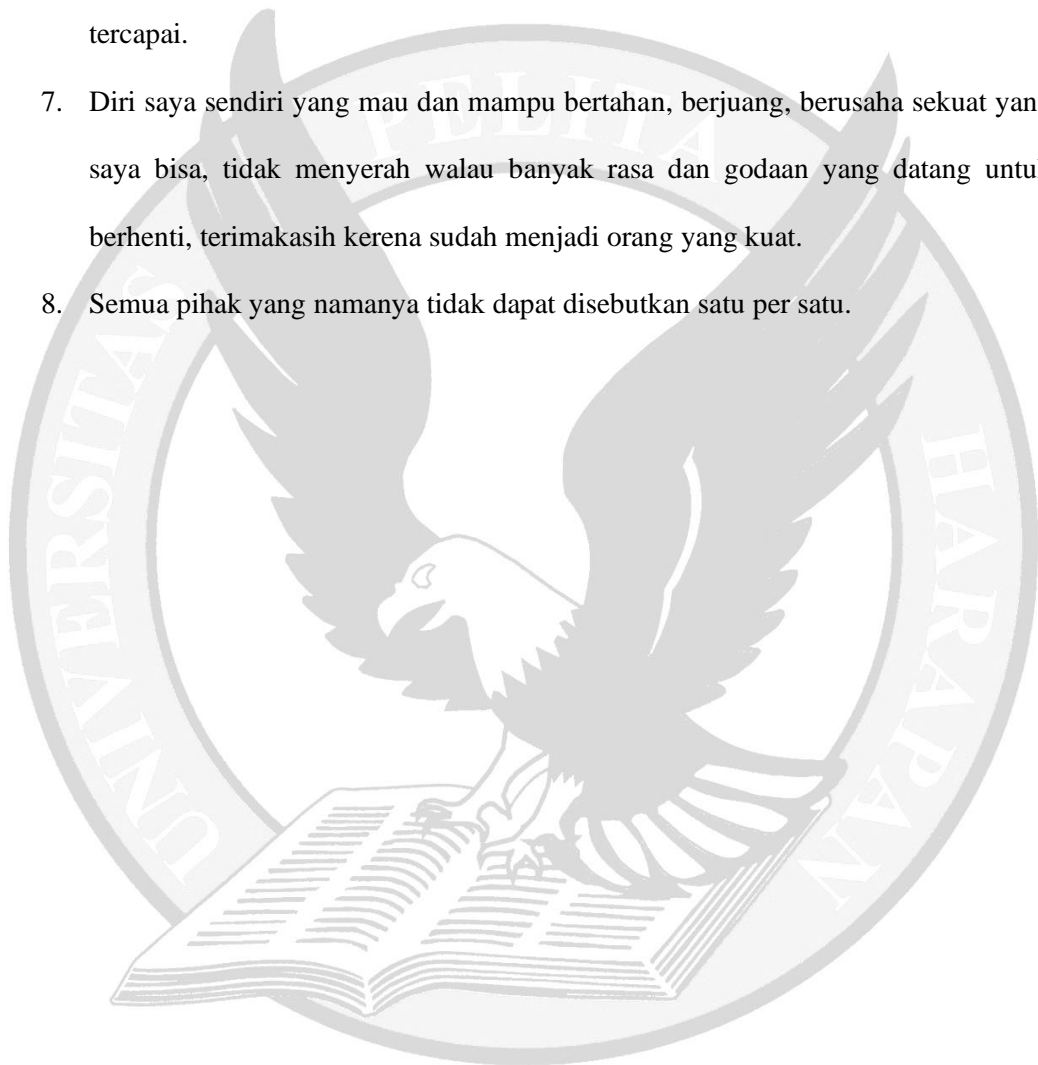 tercapai.
7. Diri saya sendiri yang mau dan mampu bertahan, berjuang, berusaha sekuat yan
saya bisa, tidak menyerah walau banyak rasa dan godaan yang datang untu
berhenti, terimakasih kerena sudah menjadi orang yang kuat.
8. Semua pihak yang namanya tidak dapat disebutkan satu per satu.
UNIVERSITAS PELITA HARAPAN